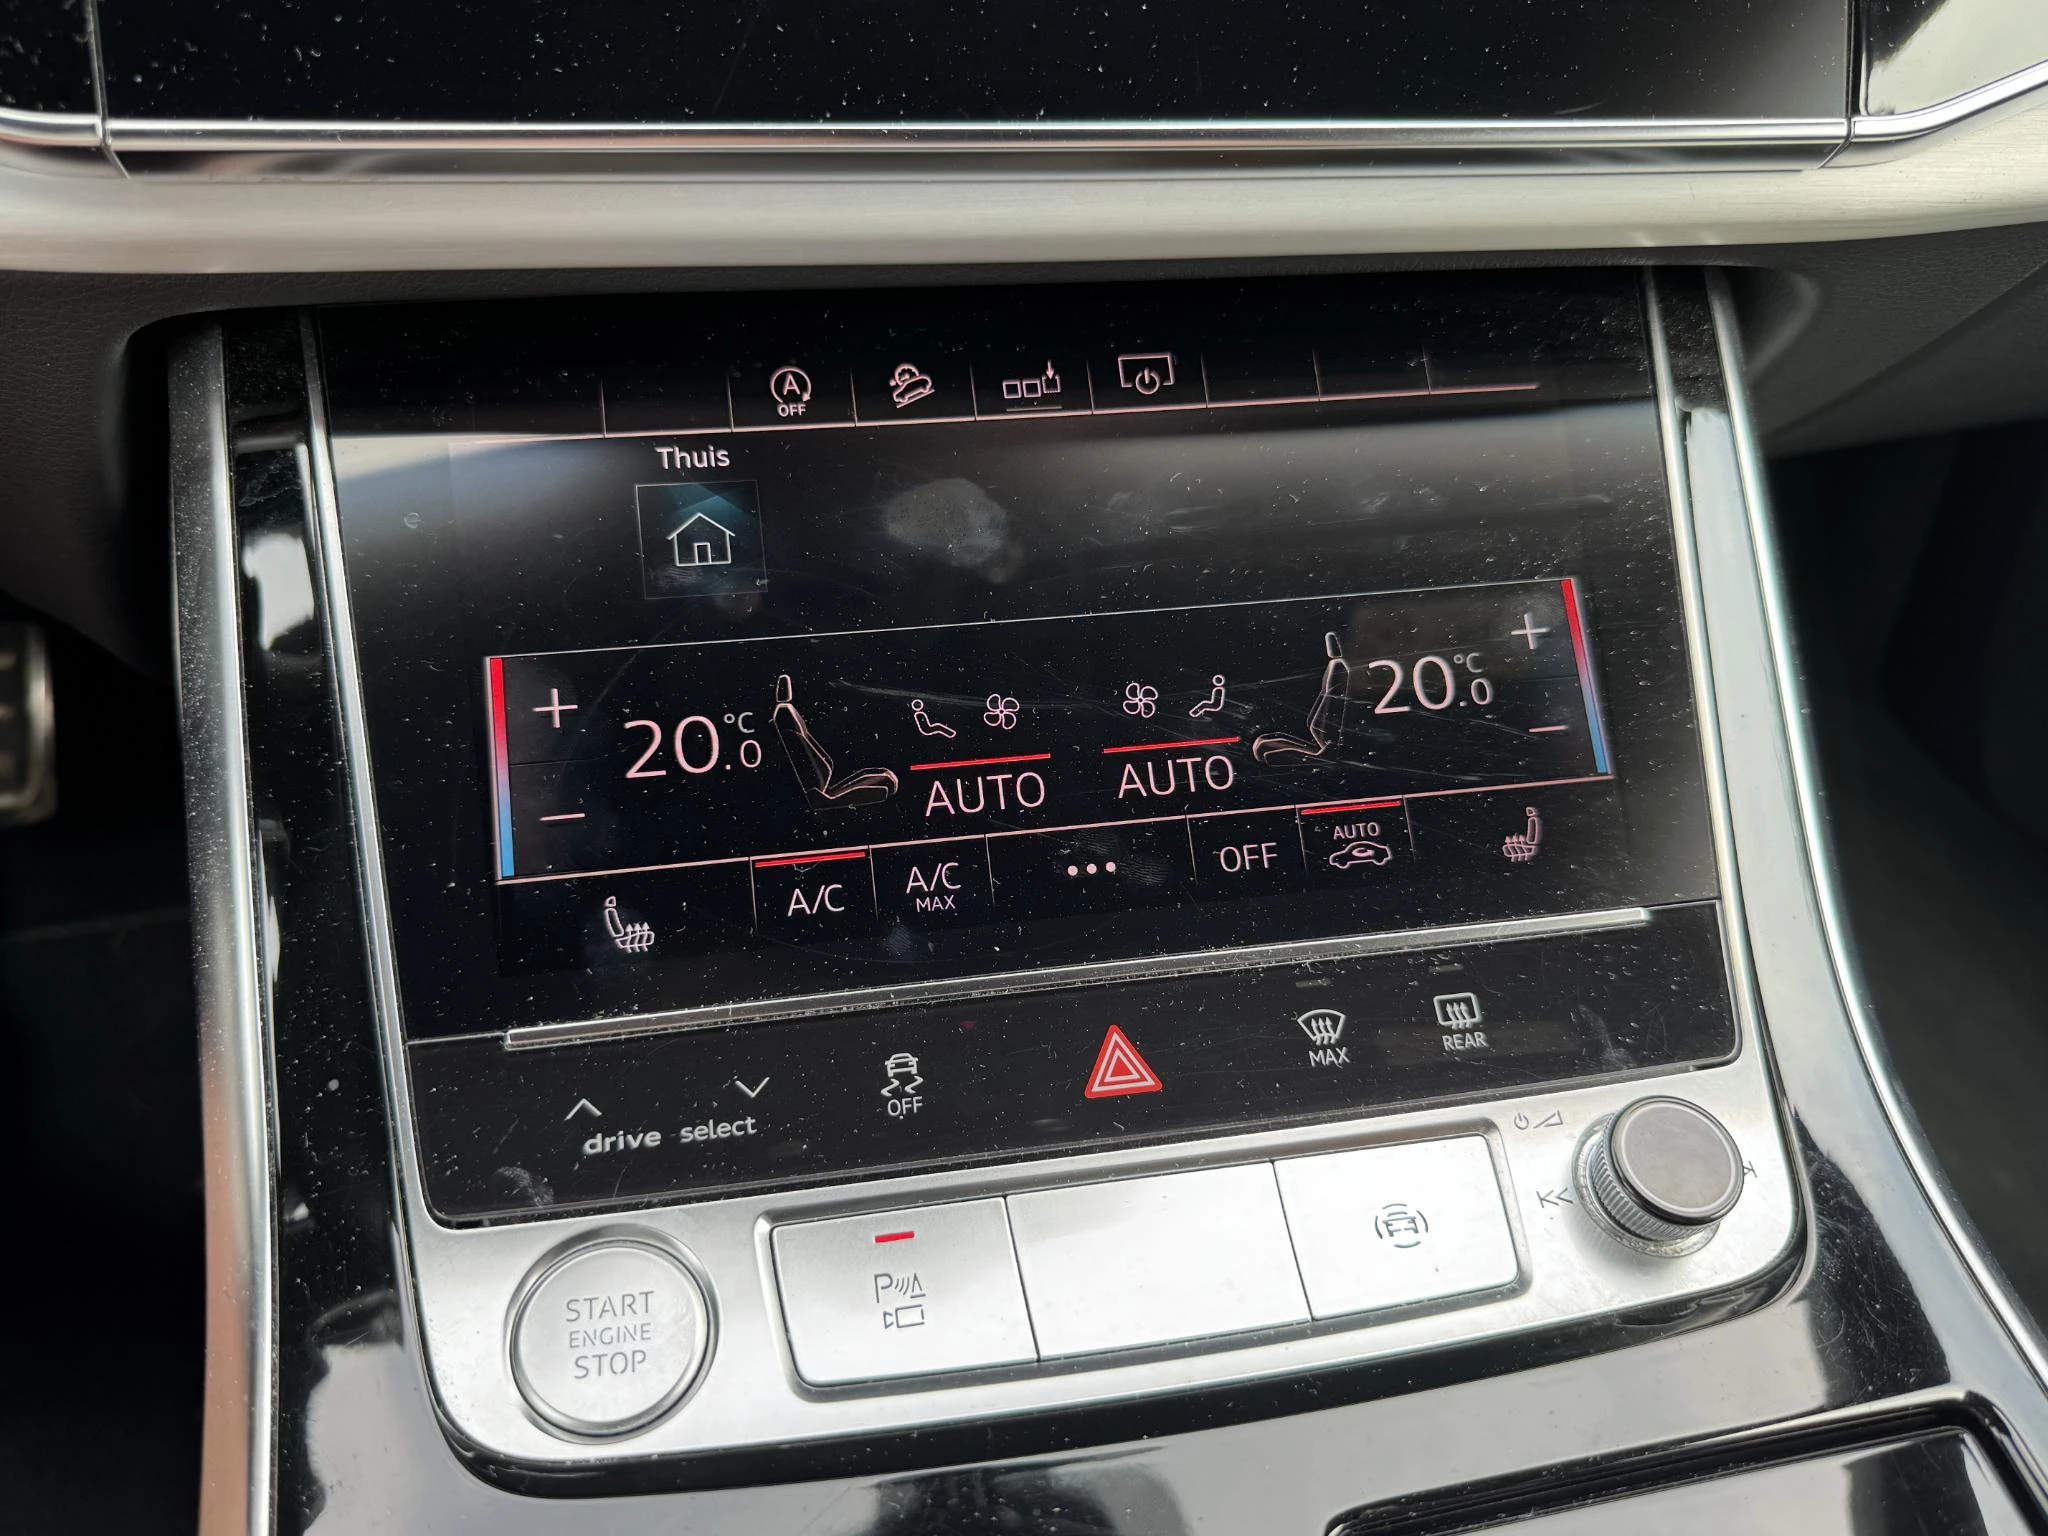 A
OFF
Thuis
+ 20.0 °C
AUTO
AUTO
20.0 °C +
−
−
A/C
A/C
MAX
•••
OFF
AUTO
drive select
OFF
MAX
REAR
START
ENGINE
STOP
P